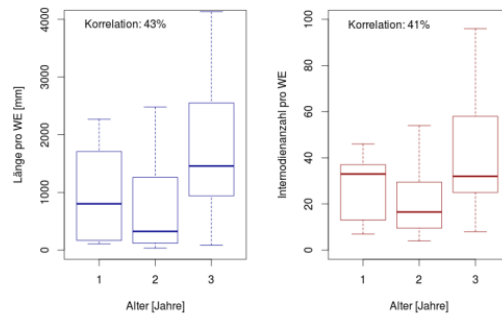 Korrelation: 43%
Länge pro WE [mm]
4000
3000
2000
1000
0
1 2 3
Alter [Jahre]
Korrelation: 41%
Internodienanzahl pro WE
100
80
60
40
20
0
1 2 3
Alter [Jahre]